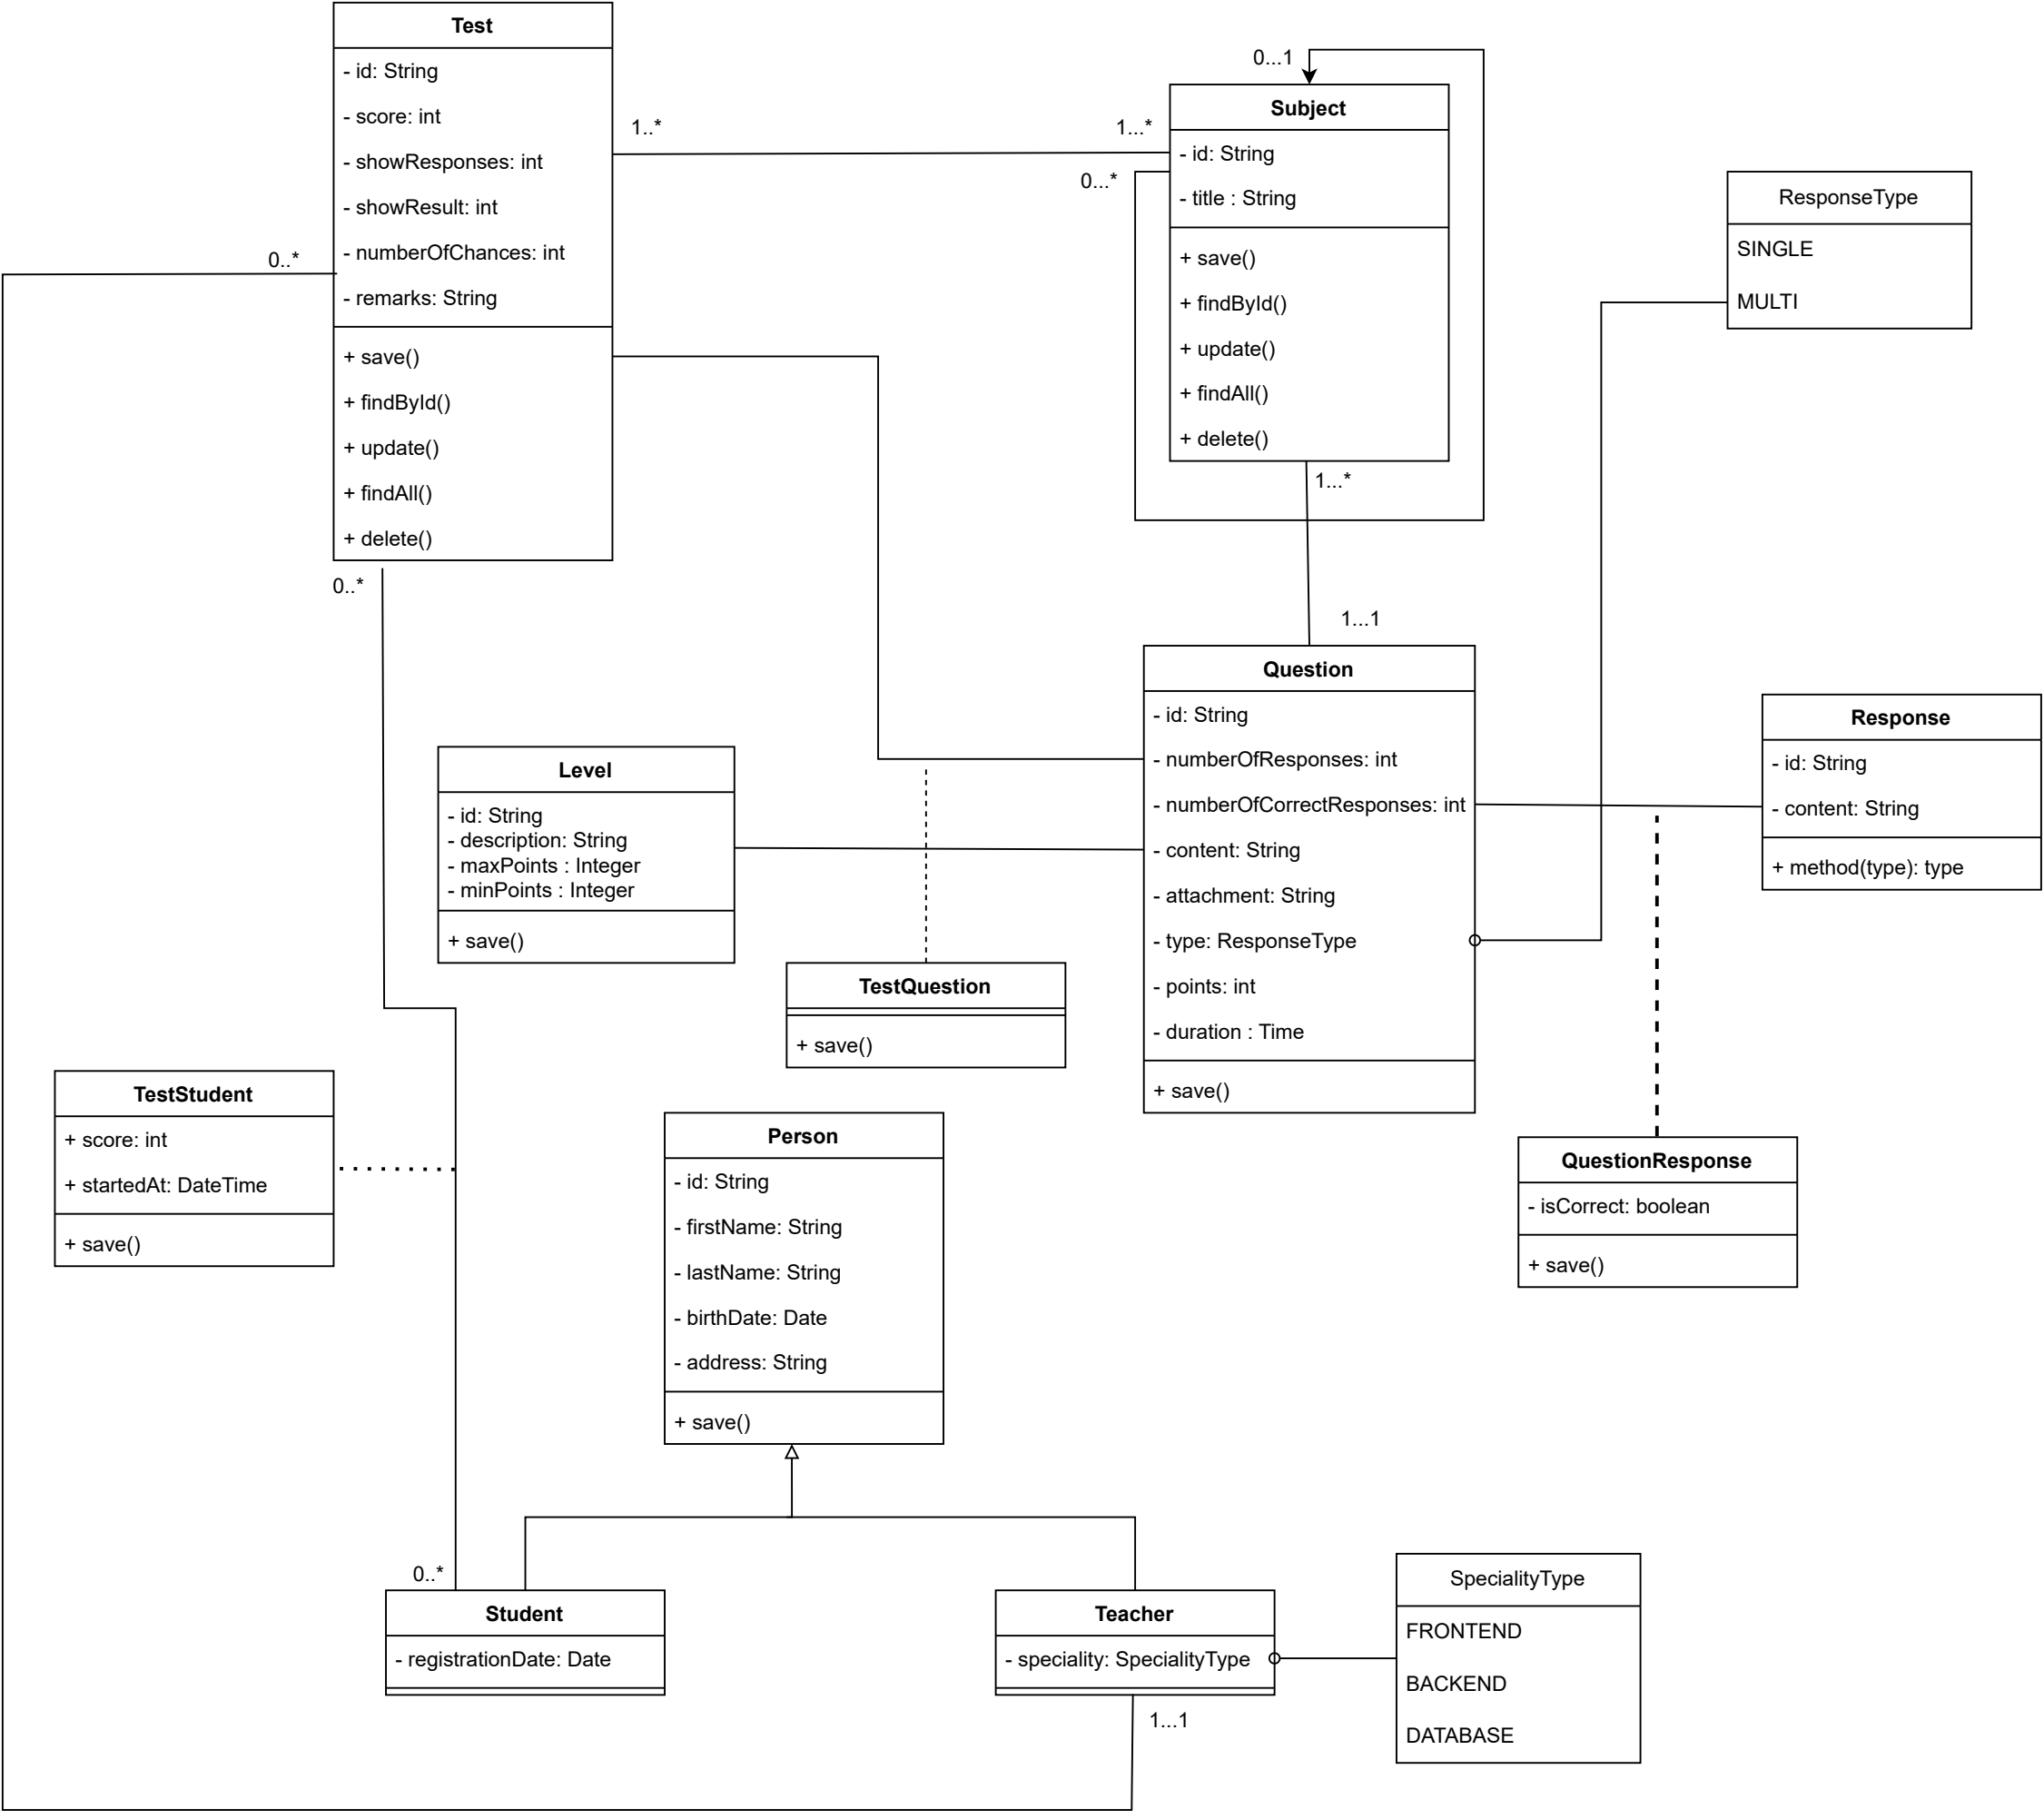 Test
- id: String
- score: int
- showResponses: int
- showResult: int
- numberOfChances: int
- remarks: String
+ save()
+ findById()
+ update()
+ findAll()
+ delete()
1..*
1...*
0...1
0...*
Subject
- id: String
- title : String
+ save()
+ findById()
+ update()
+ findAll()
+ delete()
1...*
1...1
ResponseType
SINGLE
MULTI
0..*
0..*
Question
- id: String
- numberOfResponses: int
- numberOfCorrectResponses: int
- content: String
- attachment: String
- type: ResponseType
- points: int
- duration : Time
+ save()
Response
- id: String
- content: String
+ method(type): type
Level
- id: String
- description: String
- maxPoints : Integer
- minPoints : Integer
+ save()
TestQuestion
+ save()
TestStudent
+ score: int
+ startedAt: DateTime
+ save()
Person
- id: String
- firstName: String
- lastName: String
- birthDate: Date
- address: String
+ save()
QuestionResponse
- isCorrect: boolean
+ save()
0..*
Student
- registrationDate: Date
Teacher
- speciality: SpecialityType
1...1
SpecialityType
FRONTEND
BACKEND
DATABASE